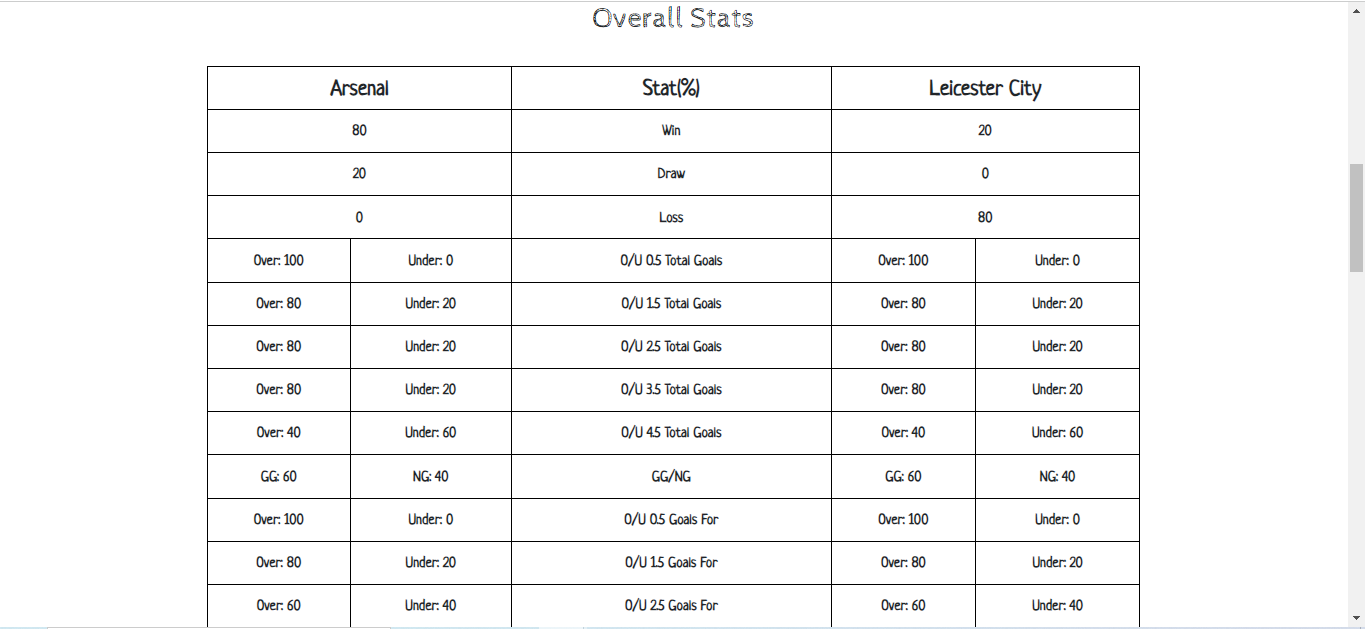 Overall Stats
Arsenal Stat(%) Leicester City
80 Win 20
20 Draw 0
0 Loss 80
Over: 100 Under: 0 O/U 0.5 Total Goals Over: 100 Under: 0
Over: 80 Under: 20 O/U 1.5 Total Goals Over: 80 Under: 20
Over: 80 Under: 20 O/U 2.5 Total Goals Over: 80 Under: 20
Over: 80 Under: 20 O/U 3.5 Total Goals Over: 80 Under: 20
Over: 40 Under: 60 O/U 4.5 Total Goals Over: 40 Under: 60
GG: 60 NG: 40 GG/NG GG: 60 NG: 40
Over: 100 Under: 0 O/U 0.5 Goals For Over: 100 Under: 0
Over: 80 Under: 20 O/U 1.5 Goals For Over: 80 Under: 20
Over: 60 Under: 40 O/U 2.5 Goals For Over: 60 Under: 40